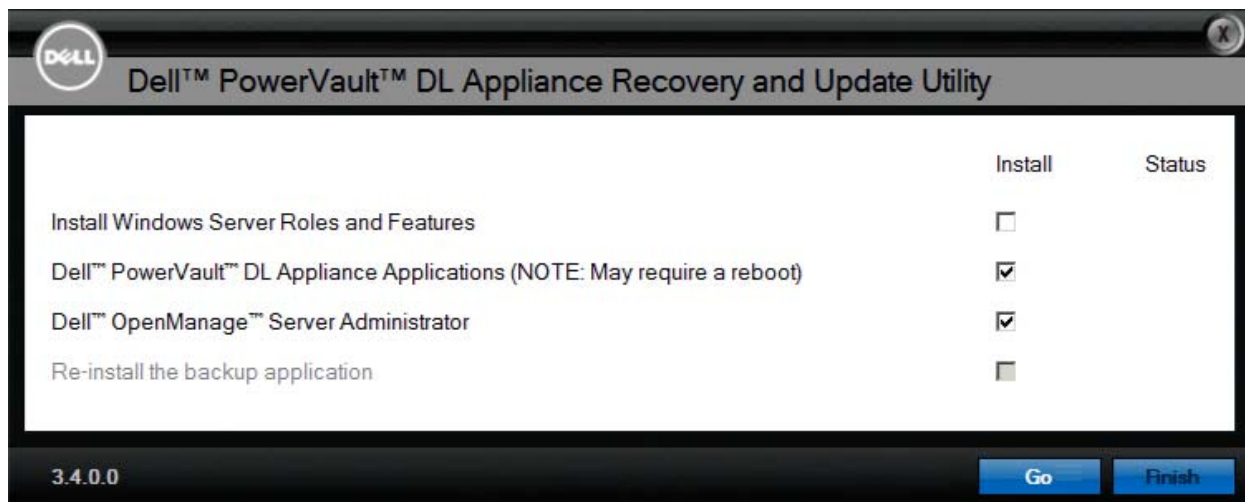 DELL
X
Dell™ PowerVault™ DL Appliance Recovery and Update Utility
Install Status
Install Windows Server Roles and Features
Dell™ PowerVault™ DL Appliance Applications (NOTE: May require a reboot)
Dell™ OpenManage™ Server Administrator
Re-install the backup application
3.4.0.0 Go Finish